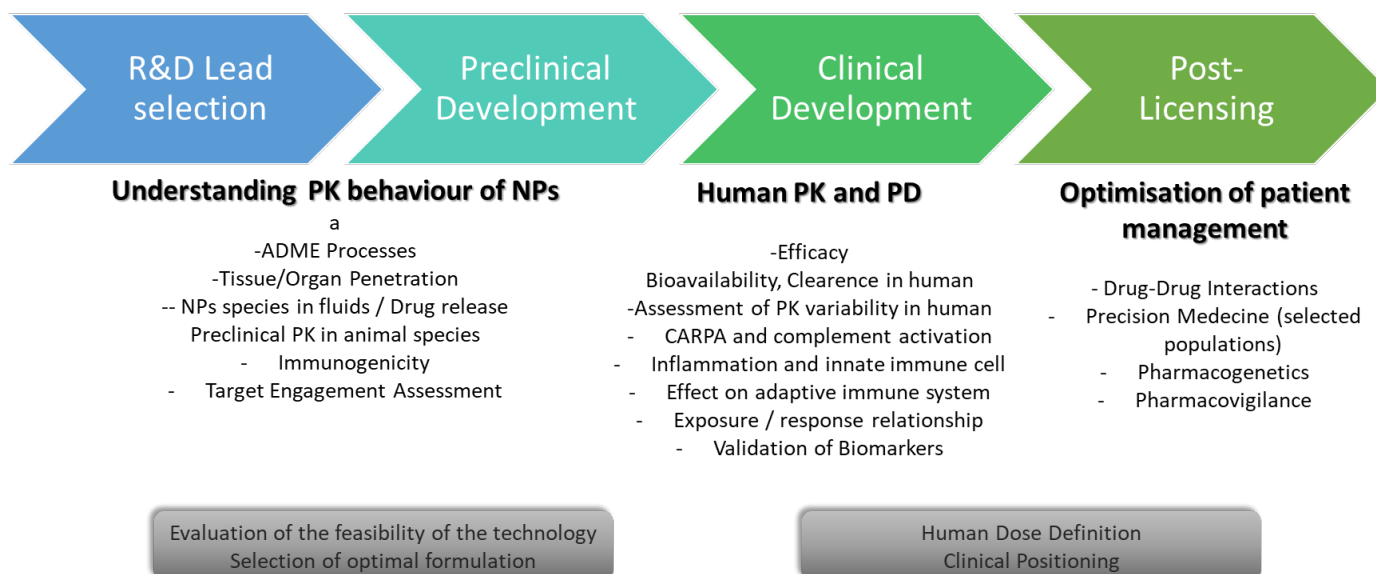 R&D Lead
selection
Preclinical
Development
Clinical
Development
Post-
Licensing
Understanding PK behaviour of NPs
a
-ADME Processes
-Tissue/Organ Penetration
-- NPs species in fluids / Drug release
Preclinical PK in animal species
- Immunogenicity
- Target Engagement Assessment
Human PK and PD
-Efficacy
Bioavailability, Clearence in human
-Assessment of PK variability in human
- CARPA and complement activation
- Inflammation and innate immune cell
- Effect on adaptive immune system
- Exposure / response relationship
- Validation of Biomarkers
Optimisation of patient
management
- Drug-Drug Interactions
- Precision Medecine (selected
populations)
- Pharmacogenetics
- Pharmacovigilance
Evaluation of the feasibility of the technology
Selection of optimal formulation
Human Dose Definition
Clinical Positioning